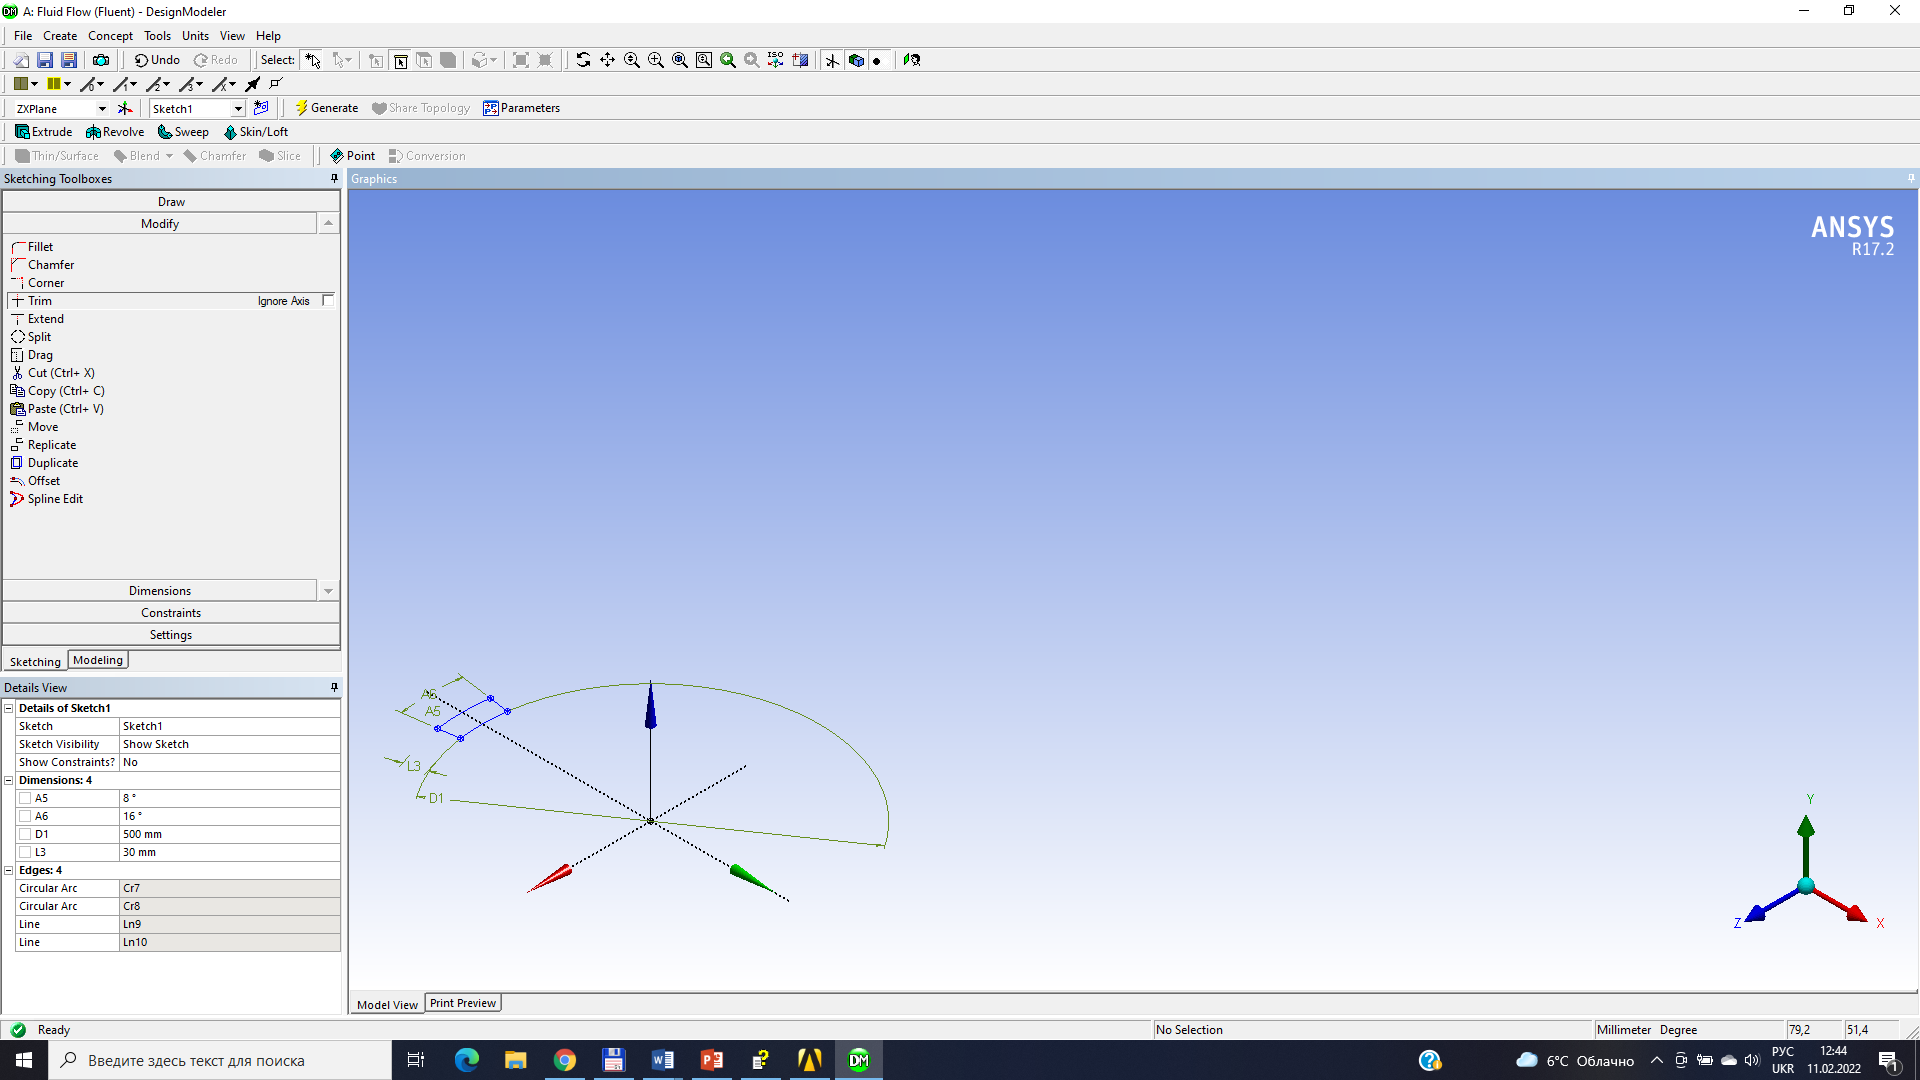 A: Fluid Flow (Fluent) - DesignModeler
File Create Concept Tools Units View Help
Undo Redo Select:
ZXPlane Sketch1 Generate Share Topology Parameters
Extrude Revolve Sweep Skin/Loft
Thin/Surface Blend Chamfer Slice Point Conversion
Sketching Toolboxes
Draw
Modify
Fillet
Chamfer
Corner
Trim Ignore Axis
Extend
Split
Drag
Cut (Ctrl+ X)
Copy (Ctrl+ C)
Paste (Ctrl+ V)
Move
Replicate
Duplicate
Offset
Spline Edit
Dimensions
Constraints
Settings
Sketching Modeling
Details View
Details of Sketch1
Sketch Sketch1
Sketch Visibility Show Sketch
Show Constraints? No
Dimensions: 4
A5 8 °
A6 16 °
D1 500 mm
L3 30 mm
Edges: 4
Circular Arc Cr7
Circular Arc Cr8
Line Ln9
Line Ln10
Graphics
ANSYS
R17.2
A6
A5
L3
D1
Y
Z
X
Model View Print Preview
Ready
No Selection
Millimeter Degree
79,2 51,4
Введите здесь текст для поиска
6°C Облачно
РУС
UKR
12:44
11.02.2022
1